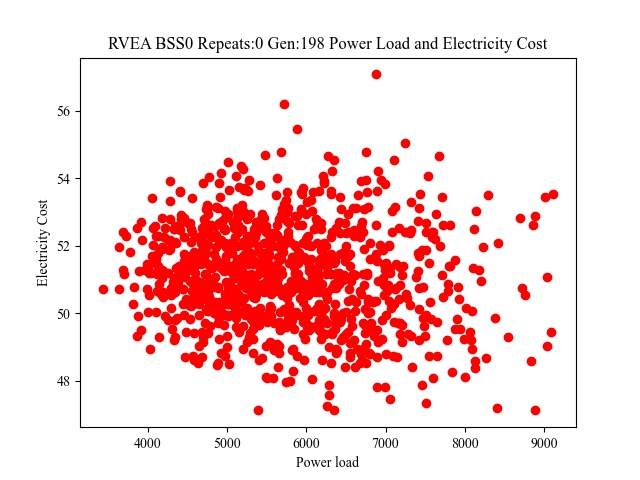 RVEA BSS0 Repeats:0 Gen:198 Power Load and Electricity Cost
56
54
52
50
48
Electricity Cost
4000 5000 6000 7000 8000 9000
Power load